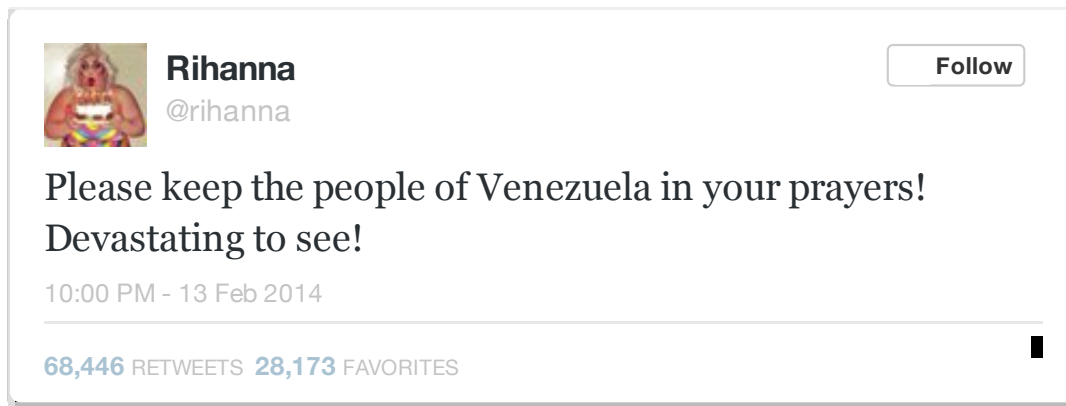 Rihanna
Follow
@rihanna
Please keep the people of Venezuela in your prayers!
Devastating to see!
10:00 PM - 13 Feb 2014
68,446 RETWEETS 28,173 FAVORITES